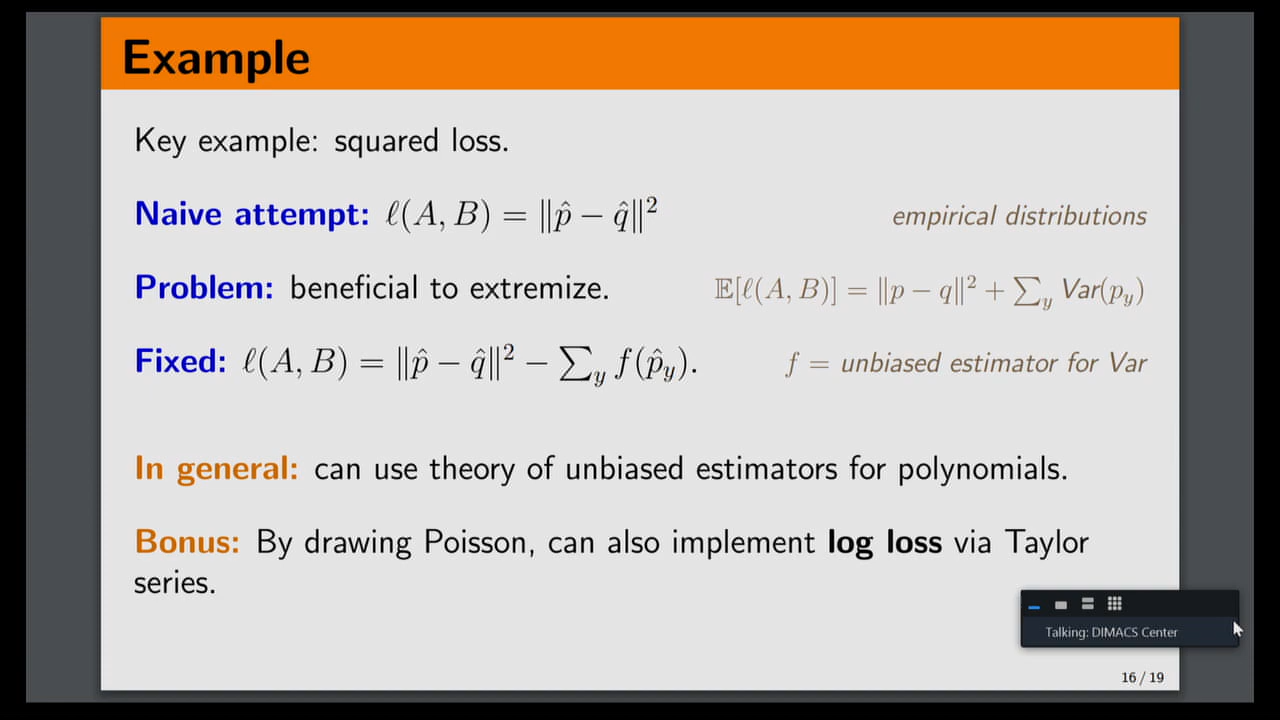 Example
Key example: squared loss.
Naive attempt: ℓ(A, B) = ‖p̂ − q̂‖² empirical distributions
Problem: beneficial to extremize. 𝔼[ℓ(A, B)] = ‖p − q‖² + ∑_y Var(p_y)
Fixed: ℓ(A, B) = ‖p̂ − q̂‖² − ∑_y f(p̂_y). f = unbiased estimator for Var
In general: can use theory of unbiased estimators for polynomials.
Bonus: By drawing Poisson, can also implement log loss via Taylor
series.
Talking: DIMACS Center
16 / 19